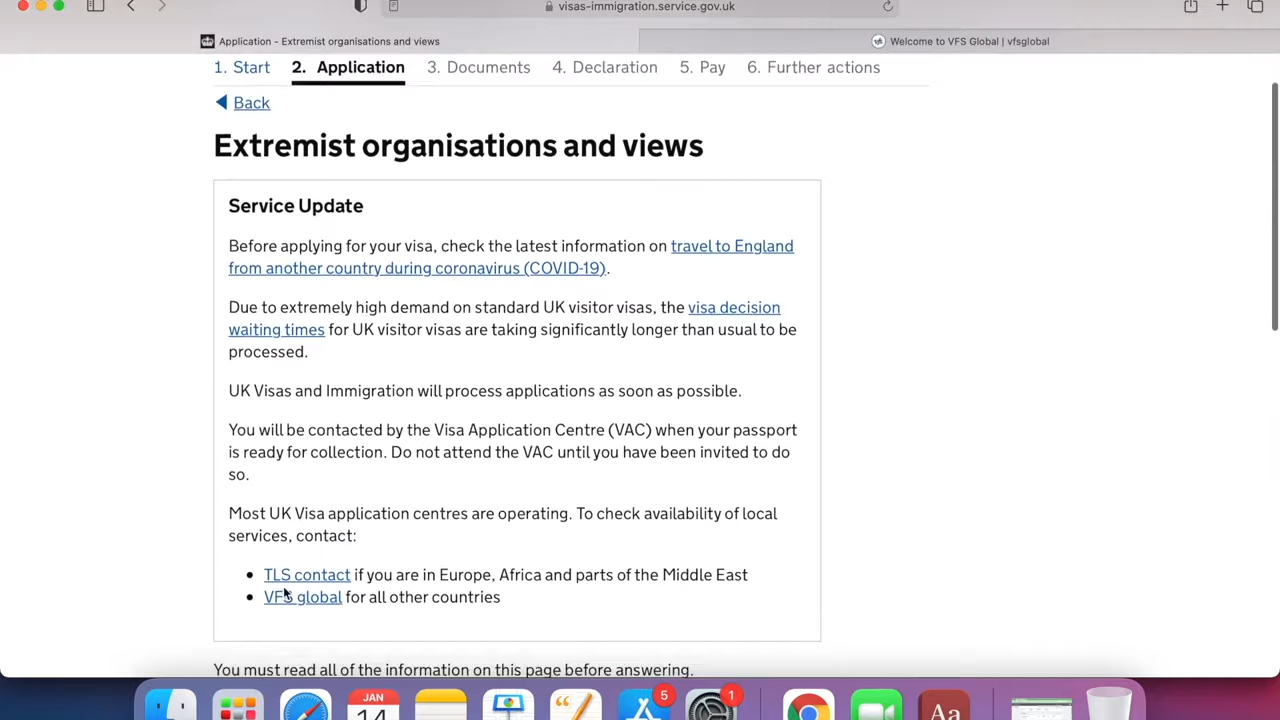 visas-immigration.service.gov.uk
Application - Extremist organisations and views
Welcome to VFS Global | vfsglobal
1. Start 2. Application 3. Documents 4. Declaration 5. Pay 6. Further actions
Back
Extremist organisations and views
Service Update
Before applying for your visa, check the latest information on travel to England
from another country during coronavirus (COVID-19).
Due to extremely high demand on standard UK visitor visas, the visa decision
waiting times for UK visitor visas are taking significantly longer than usual to be
processed.
UK Visas and Immigration will process applications as soon as possible.
You will be contacted by the Visa Application Centre (VAC) when your passport
is ready for collection. Do not attend the VAC until you have been invited to do
so.
Most UK Visa application centres are operating. To check availability of local
services, contact:
TLS contact if you are in Europe, Africa and parts of the Middle East
VFS global for all other countries
You must read all of the information on this page before answering.
JAN
14
5
1
Aa